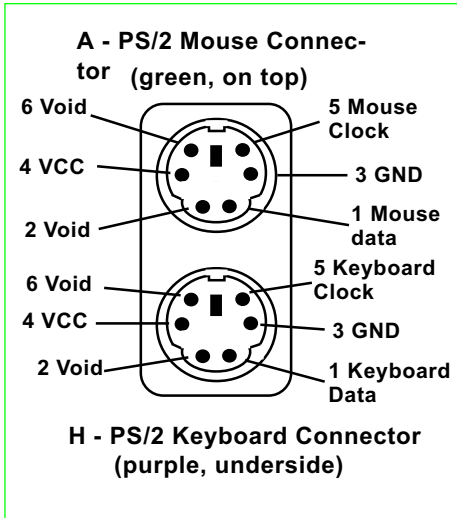 A - PS/2 Mouse Connec-
tor (green, on top)
6 Void
5 Mouse
Clock
4 VCC
3 GND
2 Void
1 Mouse
data
6 Void
5 Keyboard
Clock
4 VCC
3 GND
2 Void
1 Keyboard
Data
H - PS/2 Keyboard Connector
(purple, underside)